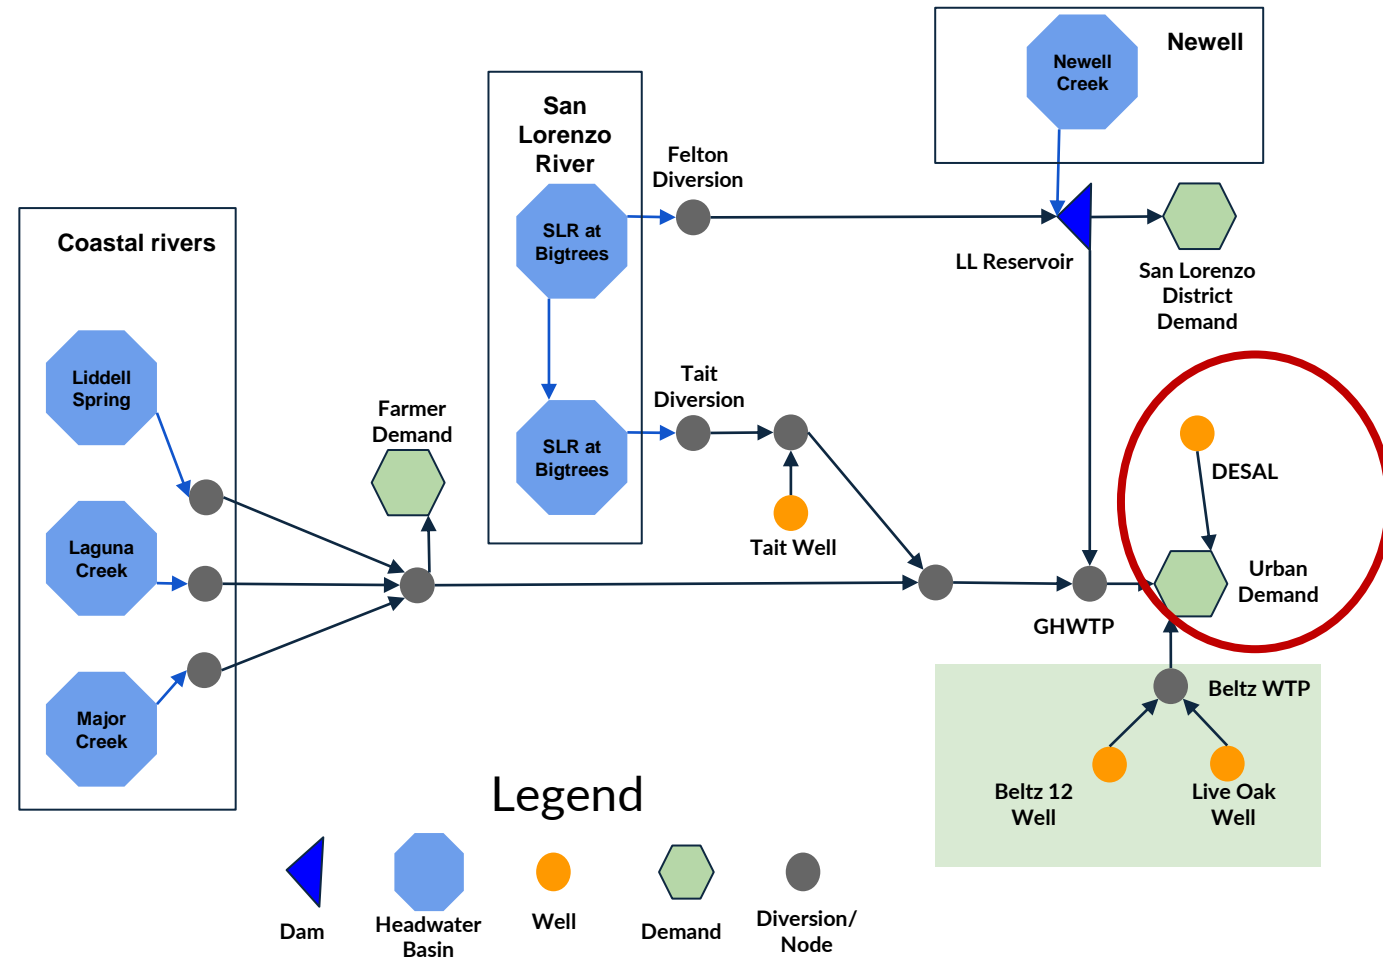 Newell
Newell
Creek
San
Lorenzo
River
Felton
Diversion
SLR at
Bigtrees
LL Reservoir
San Lorenzo
District
Demand
Coastal rivers
Liddell
Spring
Farmer
Demand
Tait
Diversion
SLR at
Bigtrees
Tait Well
DESAL
Laguna
Creek
Urban
Demand
GHWTP
Major
Creek
Beltz WTP
Beltz 12
Well
Live Oak
Well
Legend
Dam
Headwater
Basin
Well
Demand
Diversion/
Node